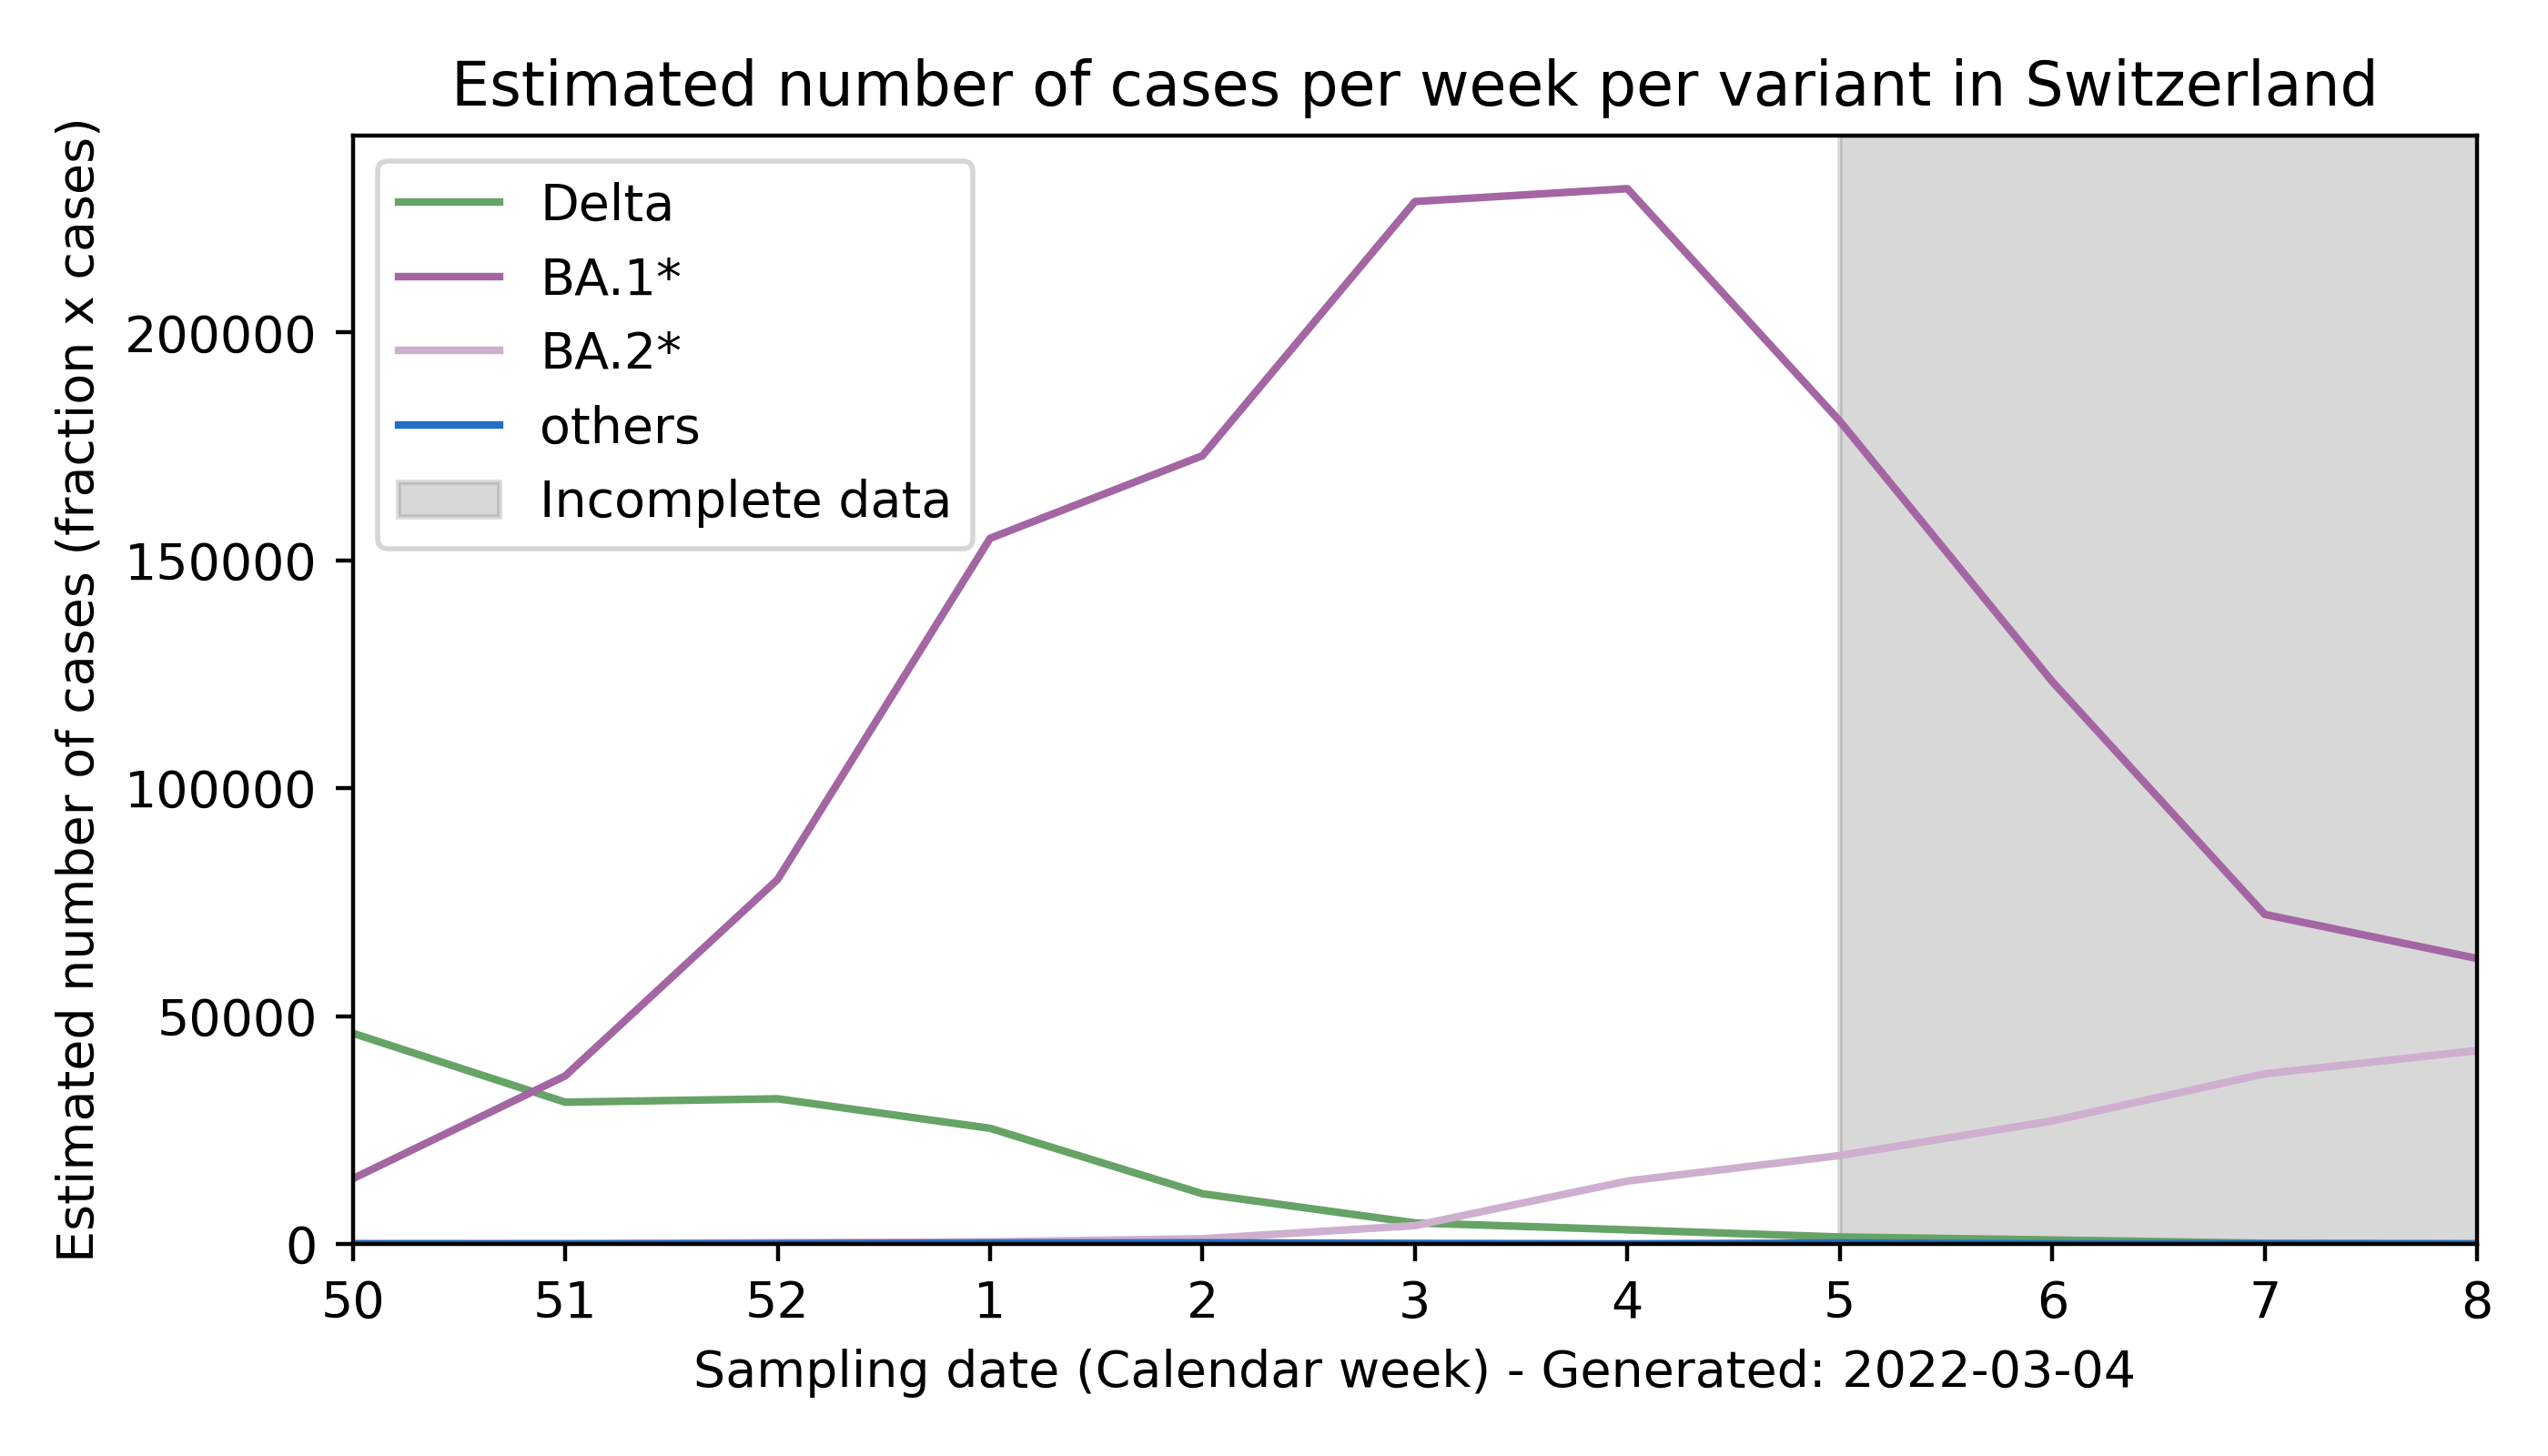 Estimated number of cases per week per variant in Switzerland
Estimated number of cases (fraction x cases)
Delta
BA.1*
BA.2*
others
Incomplete data
200000
150000
100000
50000
0
50 51 52 1 2 3 4 5 6 7 8
Sampling date (Calendar week) - Generated: 2022-03-04